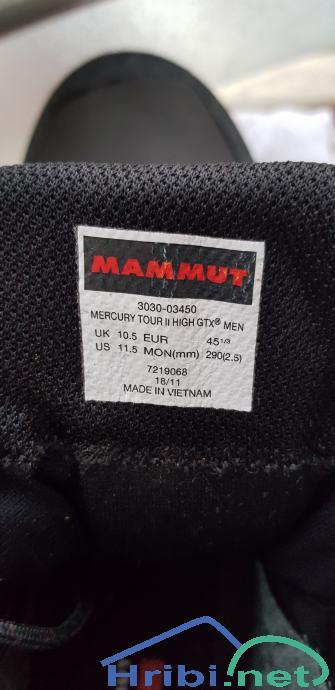 MAMMUT
3030-03450
MERCURY TOUR II HIGH GTX® MEN
UK 10.5 EUR 45 1/3
US 11.5 MON(mm) 290(2.5)
7219068
18/11
MADE IN VIETNAM
Hribi.net